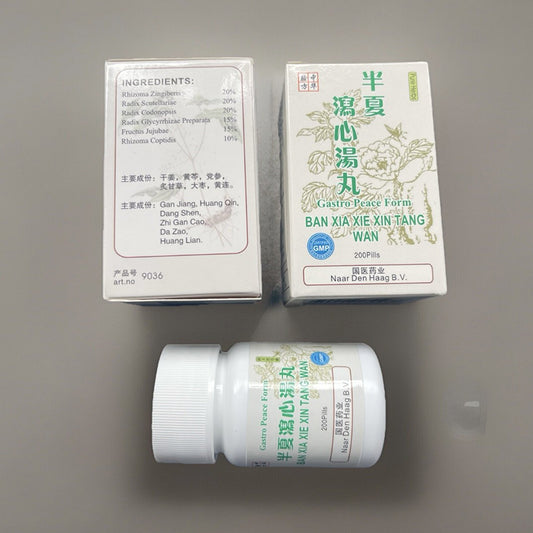 INGREDIENTS:
Rhizoma Zingiberis 20%
Radix Scutellariae 20%
Radix Codonopsis 20%
Radix Glycyrrhizae Preparata 15%
Fructus Jujubae 15%
Rhizoma Coptidis 10%
主要成份：干姜，黄芩，党参，
炙甘草，大枣，黄连。
主要成份：Gan Jiang, Huang Qin,
Dang Shen,
Zhi Gan Cao,
Da Zao,
Huang Lian.
产品号 9036
art.no
中华
验方
半夏
瀉心湯丸
Gastro Peace Form
BAN XIA XIE XIN TANG
WAN
GMP
200Pills
国医药业
Naar Den Haag B.V.
半夏瀉心湯丸
Gastro Peace Form
BAN XIA XIE XIN TANG WAN
200Pills
国医药业
Naar Den Haag B.V.
GMP